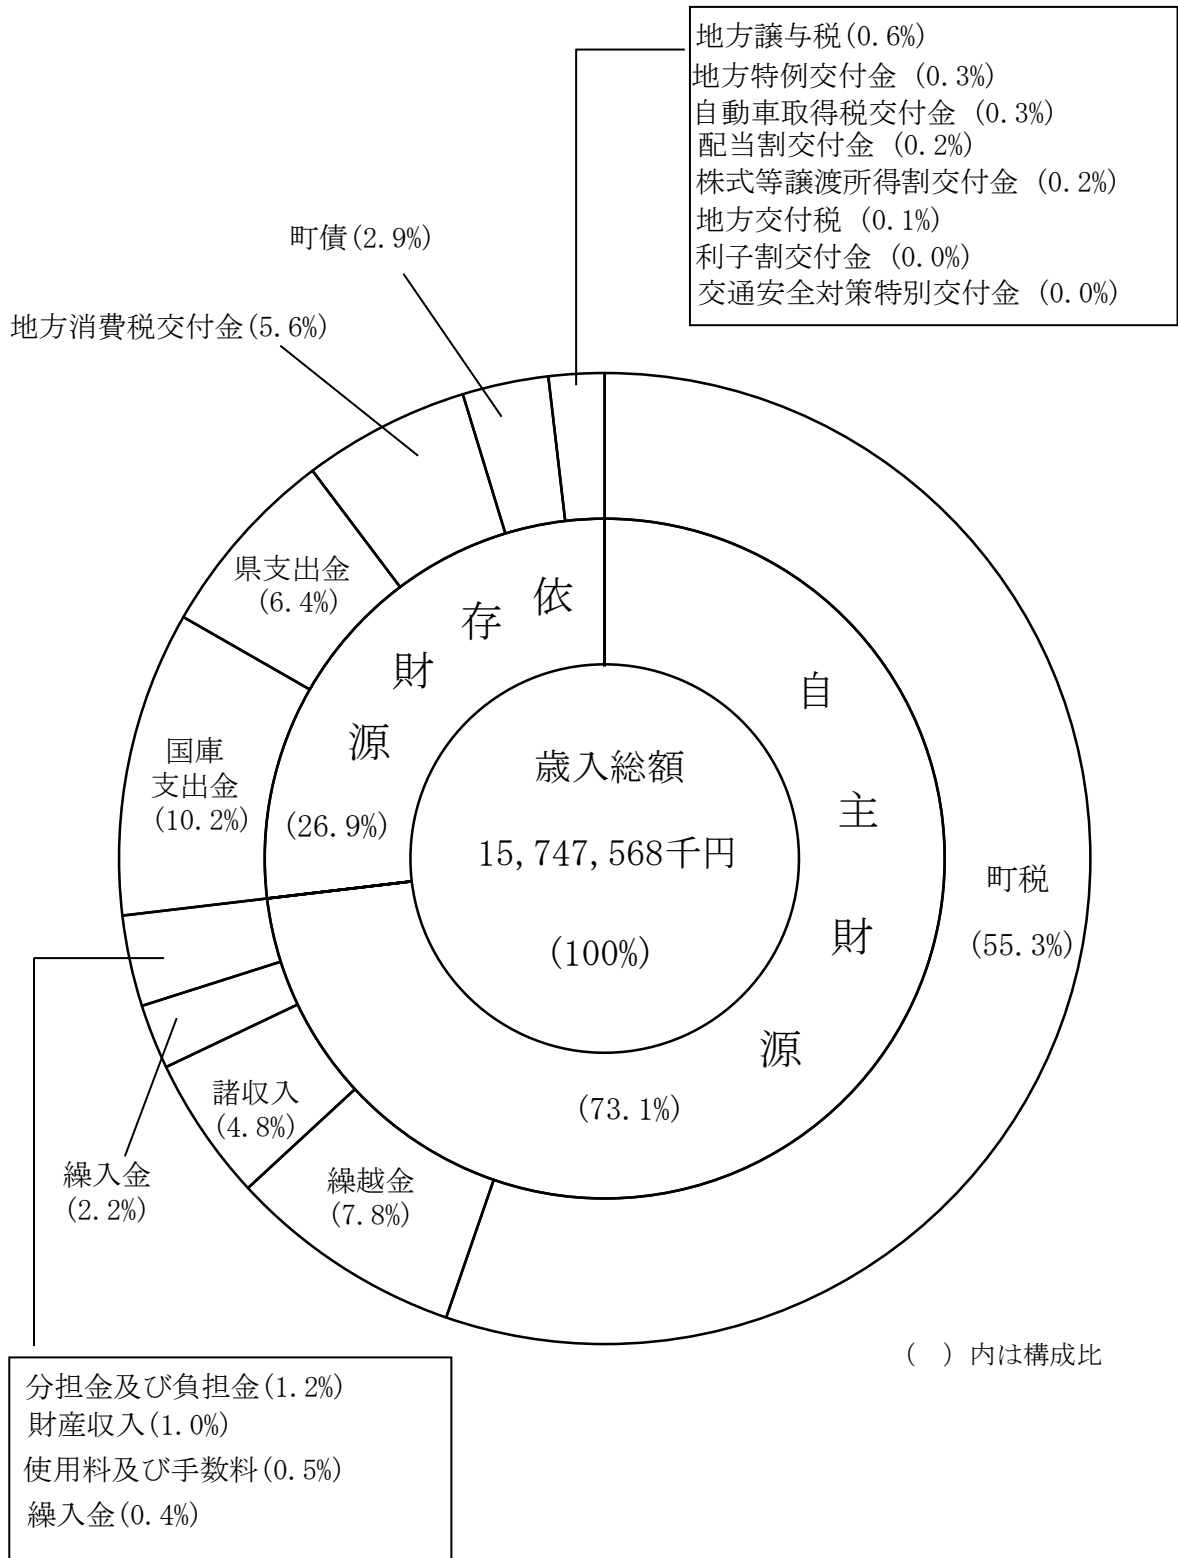 地方譲与税(0.6%)
地方特例交付金 (0.3%)
自動車取得税交付金 (0.3%)
配当割交付金 (0.2%)
株式等譲渡所得割交付金 (0.2%)
地方交付税 (0.1%)
利子割交付金 (0.0%)
交通安全対策特別交付金 (0.0%)
町債(2.9%)
地方消費税交付金(5.6%)
県支出金
(6.4%)
国庫
支出金
(10.2%)
依存財源
(26.9%)
自主財源
(73.1%)
歳入総額
15,747,568千円
(100%)
町税
(55.3%)
諸収入
(4.8%)
繰入金
(2.2%)
繰越金
(7.8%)
( ) 内は構成比
分担金及び負担金(1.2%)
財産収入(1.0%)
使用料及び手数料(0.5%)
繰入金(0.4%)